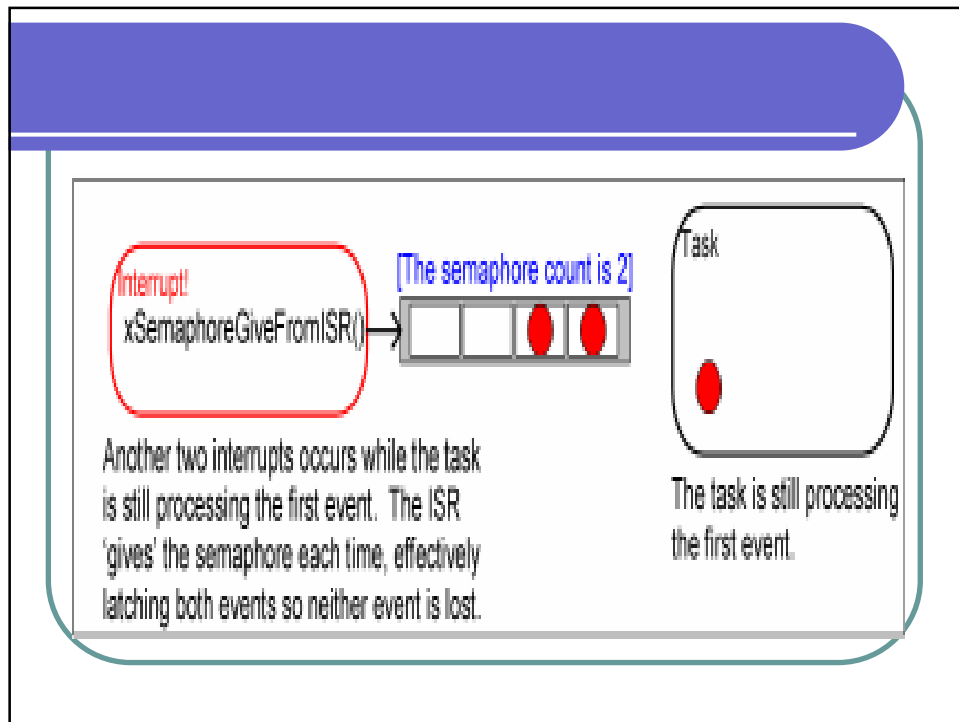 Interrupt!
xSemaphoreGiveFromISR()
[The semaphore count is 2]
Task
Another two interrupts occurs while the task
is still processing the first event. The ISR
'gives' the semaphore each time, effectively
latching both events so neither event is lost.
The task is still processing
the first event.